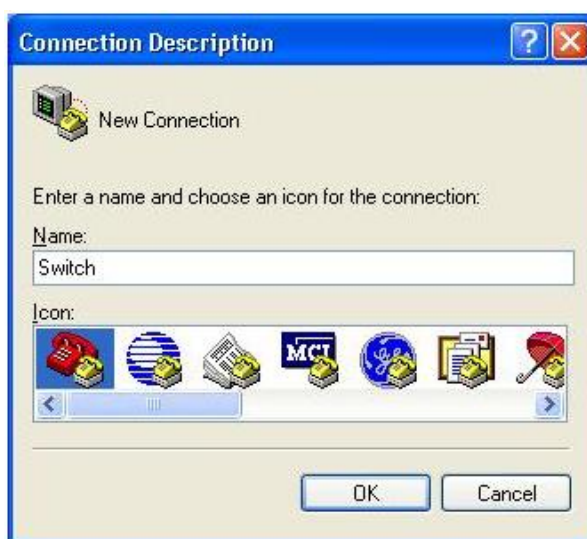 Connection Description
New Connection
Enter a name and choose an icon for the connection:
Name:
Switch
Icon:
MCI
OK Cancel